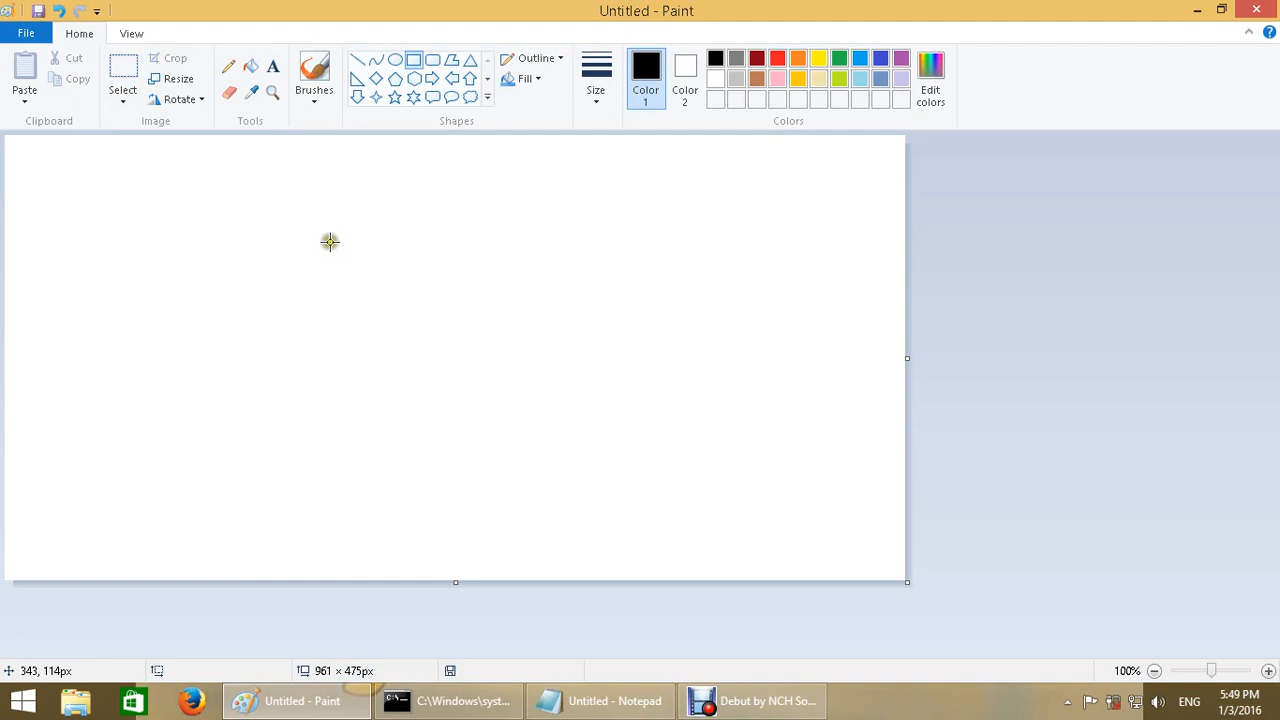 Untitled - Paint
File
Home
View
Paste
Cut
Copy
Clipboard
Select
Crop
Resize
Rotate
Image
A
Tools
Brushes
Shapes
Outline
Fill
Size
Color
1
Color
2
Edit
colors
Colors
343, 114px
961 × 475px
100%
Untitled - Paint
C:\Windows\syst...
Untitled - Notepad
Debut by NCH So...
ENG
5:49 PM
1/3/2016